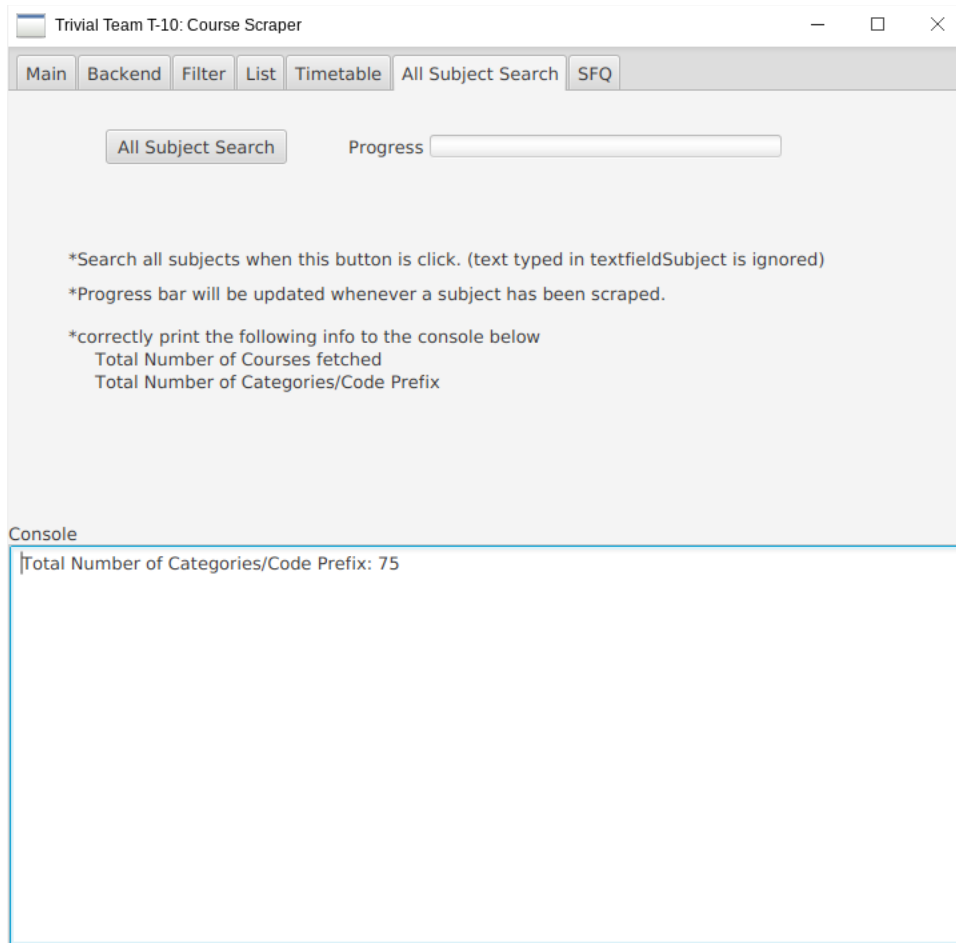 Trivial Team T-10: Course Scraper
Main Backend Filter List Timetable All Subject Search SFQ
All Subject Search Progress
*Search all subjects when this button is click. (text typed in textfieldSubject is ignored)
*Progress bar will be updated whenever a subject has been scraped.
*correctly print the following info to the console below
Total Number of Courses fetched
Total Number of Categories/Code Prefix
Console
Total Number of Categories/Code Prefix: 75